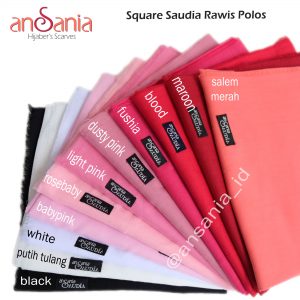 anSania
Hijaber's Scarves
Square Saudia Rawis Polos
salem
merah
maroon
blood
fushia
dusty pink
light pink
rosebaby
babypink
white
putih tulang
black
@ansania_id